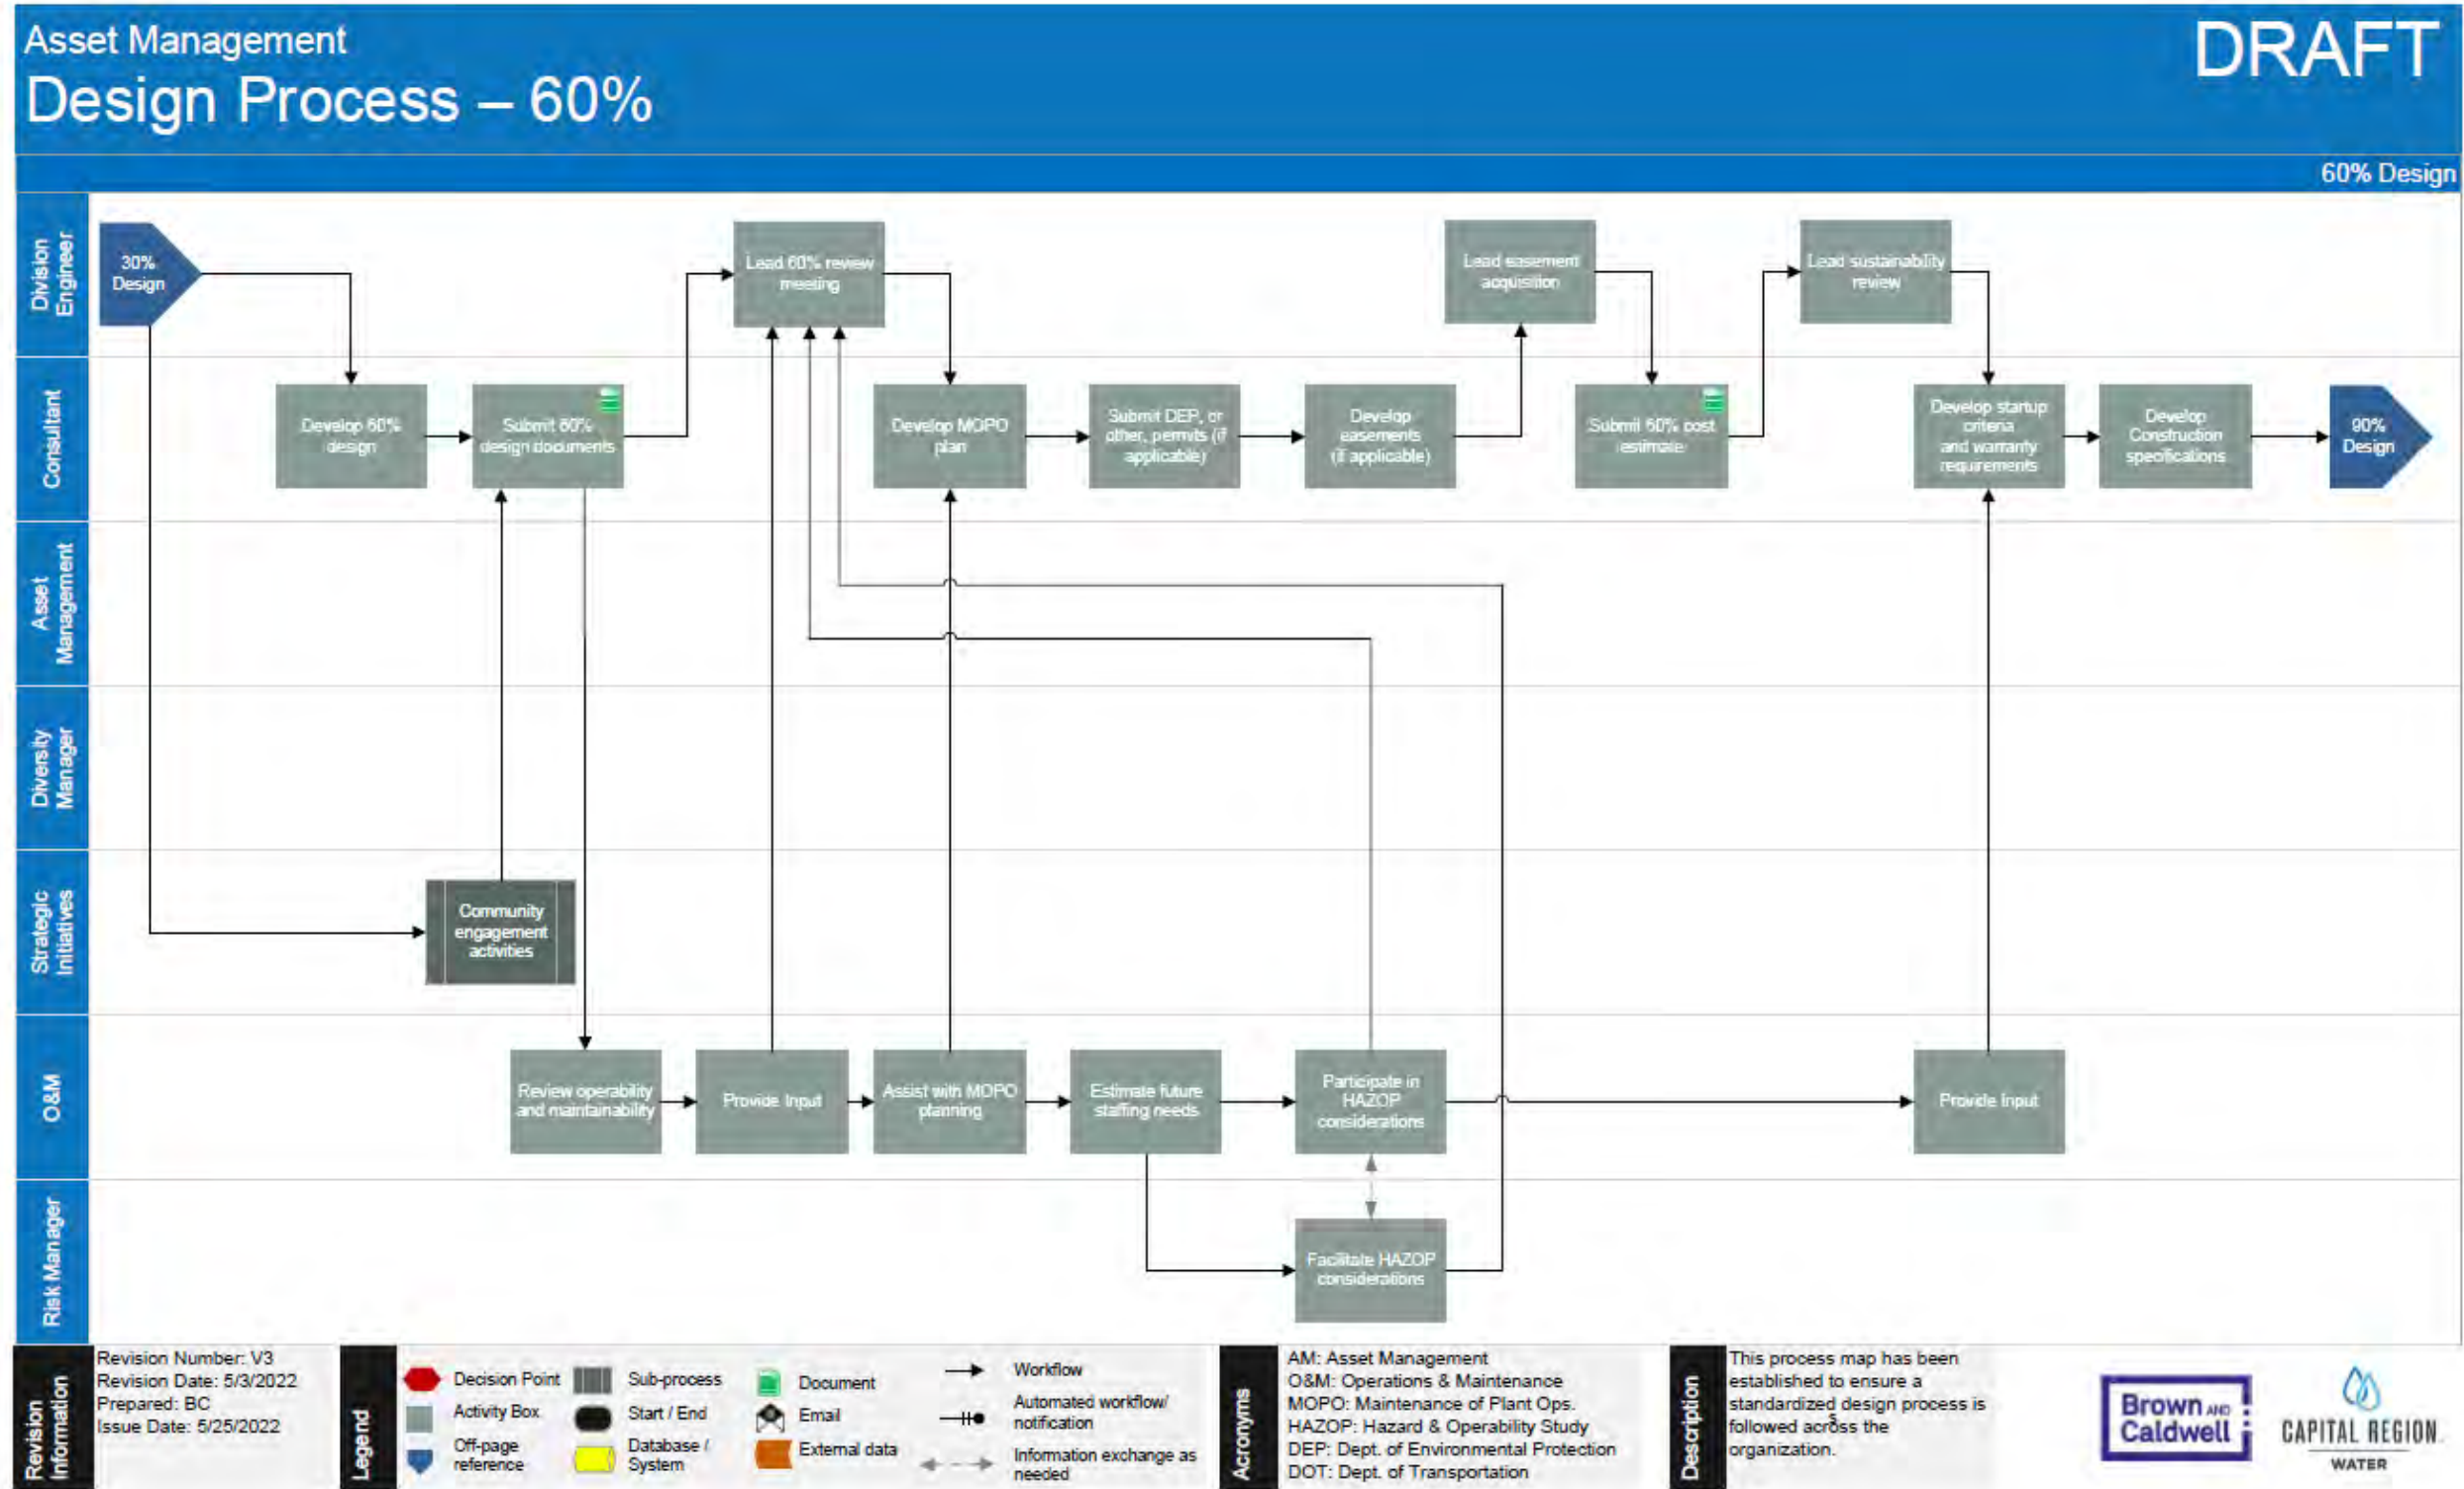 Asset Management
DRAFT
Design Process – 60%
60% Design
Division
Engineer
30%
Design
Lead 60% review
meeting
Lead easement
acquisition
Lead sustainability
review
Consultant
Develop 60%
design
Submit 60%
design documents
Develop MOPO
plan
Submit DEP, or
other, permits (if
applicable)
Develop
easements
(if applicable)
Submit 60% cost
estimate
Develop startup
criteria
and warranty
requirements
Develop
Construction
specifications
90%
Design
Asset
Management
Diversity
Manager
Strategic
Initiatives
Community
engagement
activities
O&M
Review operability
and maintainability
Provide Input
Assist with MOPO
planning
Estimate future
staffing needs
Participate in
HAZOP
considerations
Provide Input
Risk Manager
Facilitate HAZOP
considerations
Revision
Information
Revision Number: V3
Revision Date: 5/3/2022
Prepared: BC
Issue Date: 5/25/2022
Legend
Decision Point
Activity Box
Off-page
reference
Sub-process
Start / End
Database /
System
Document
Email
External data
Workflow
Automated workflow/
notification
Information exchange as
needed
Acronyms
AM: Asset Management
O&M: Operations & Maintenance
MOPO: Maintenance of Plant Ops.
HAZOP: Hazard & Operability Study
DEP: Dept. of Environmental Protection
DOT: Dept. of Transportation
Description
This process map has been
established to ensure a
standardized design process is
followed across the
organization.
5
Brown AND
Caldwell
CAPITAL REGION
WATER